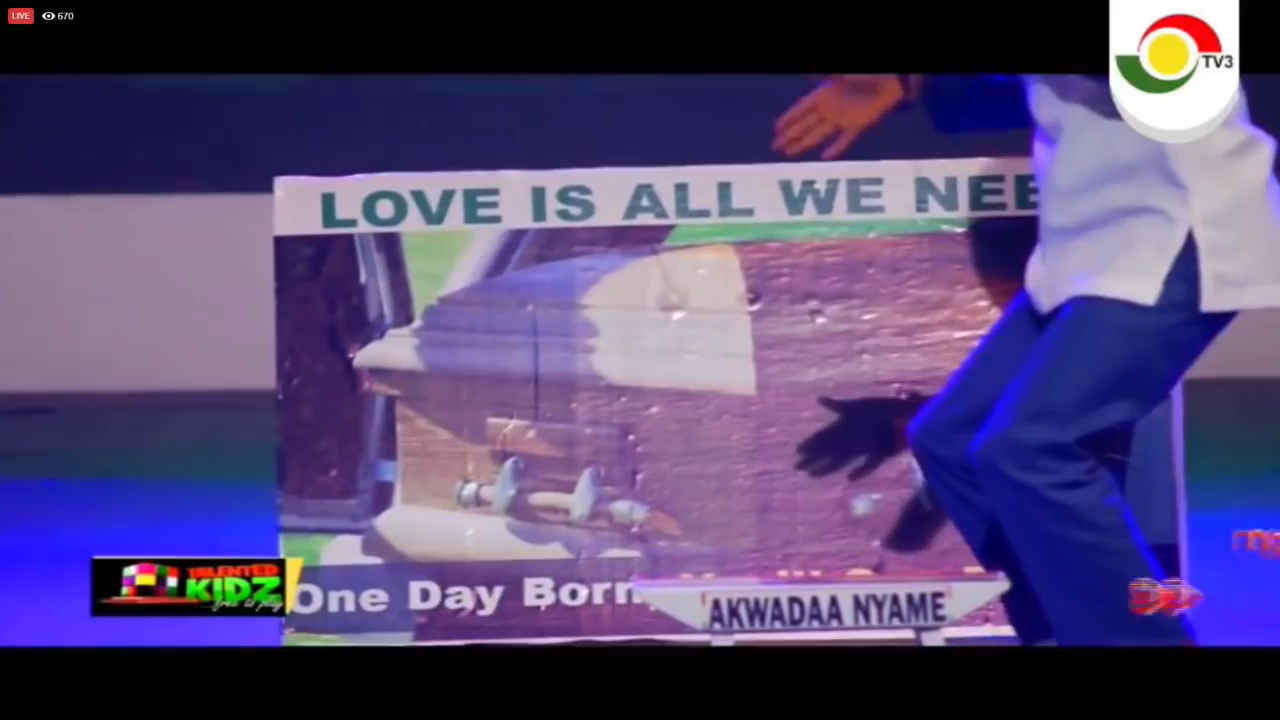 LIVE 670
TV3
LOVE IS ALL WE NEE
TALENTED
KIDZ
One Day Born
AKWADAA NYAME